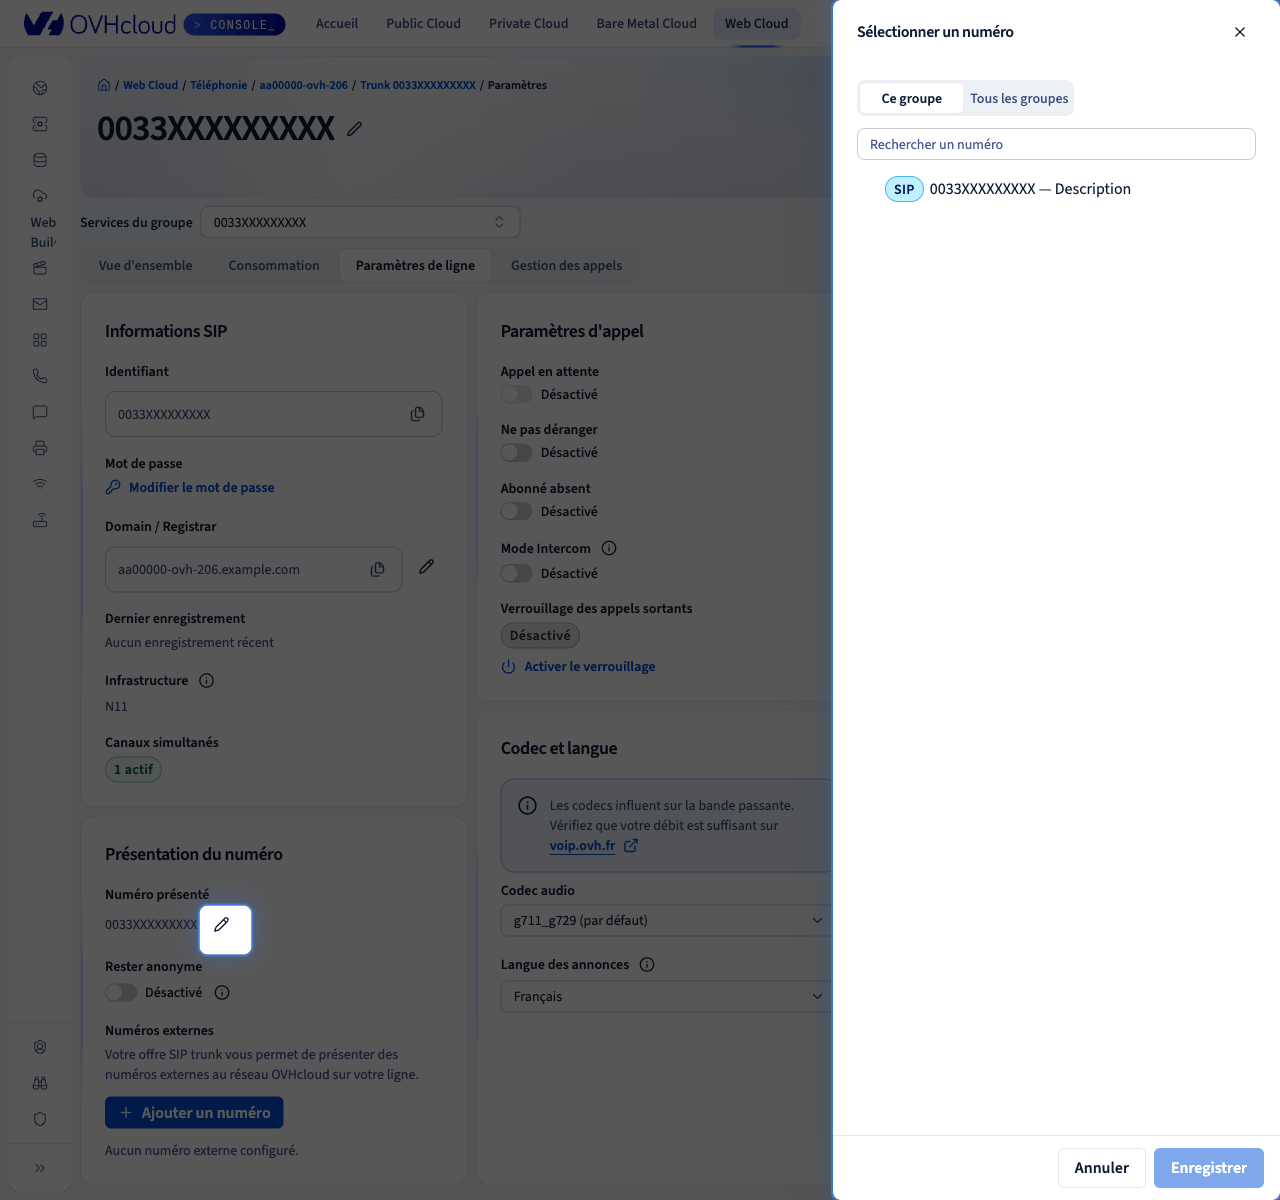 OVHcloud > CONSOLE_
Accueil
Public Cloud
Private Cloud
Bare Metal Cloud
Web Cloud
/ Web Cloud / Téléphonie / aa00000-ovh-206 / Trunk 0033XXXXXXXXX / Paramètres
0033XXXXXXXXX
Services du groupe
0033XXXXXXXXX
Web
Buil
Vue d'ensemble
Consommation
Paramètres de ligne
Gestion des appels
Informations SIP
Identifiant
0033XXXXXXXXX
Mot de passe
Modifier le mot de passe
Domain / Registrar
aa00000-ovh-206.example.com
Dernier enregistrement
Aucun enregistrement récent
Infrastructure
N11
Canaux simultanés
1 actif
Présentation du numéro
Numéro présenté
0033XXXXXXXXX
Rester anonyme
Désactivé
Numéros externes
Votre offre SIP trunk vous permet de présenter des
numéros externes au réseau OVHcloud sur votre ligne.
+ Ajouter un numéro
Aucun numéro externe configuré.
Paramètres d'appel
Appel en attente
Désactivé
Ne pas déranger
Désactivé
Abonné absent
Désactivé
Mode Intercom
Désactivé
Verrouillage des appels sortants
Désactivé
Activer le verrouillage
Codec et langue
Les codecs influent sur la bande passante.
Vérifiez que votre débit est suffisant sur
voip.ovh.fr
Codec audio
g711_g729 (par défaut)
Langue des annonces
Français
Sélectionner un numéro
Ce groupe
Tous les groupes
Rechercher un numéro
SIP 0033XXXXXXXXX — Description
Annuler
Enregistrer